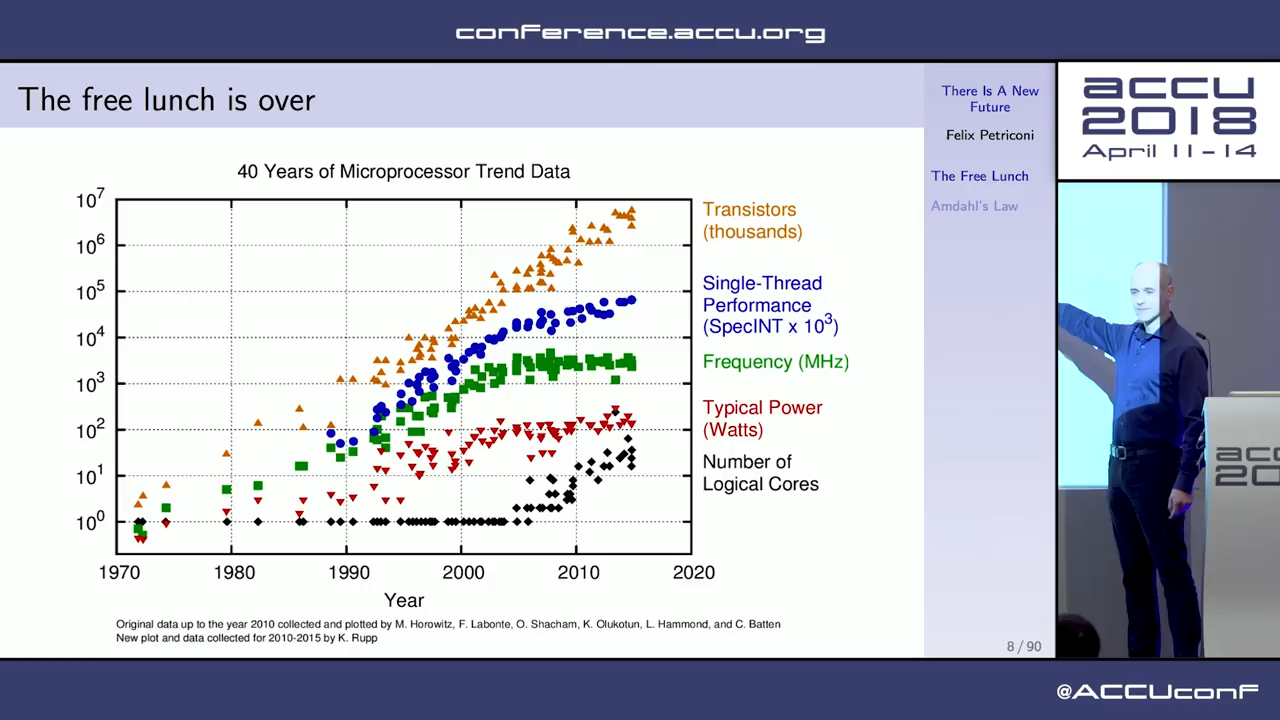 conference.accu.org
The free lunch is over
There Is A New
Future
Felix Petriconi
The Free Lunch
Amdahl's Law
accu
2018
April 11-14
40 Years of Microprocessor Trend Data
10^7
10^6
10^5
10^4
10^3
10^2
10^1
10^0
1970
1980
1990
2000
2010
2020
Year
Transistors
(thousands)
Single-Thread
Performance
(SpecINT x 10^3)
Frequency (MHz)
Typical Power
(Watts)
Number of
Logical Cores
Original data up to the year 2010 collected and plotted by M. Horowitz, F. Labonte, O. Shacham, K. Olukotun, L. Hammond, and C. Batten
New plot and data collected for 2010-2015 by K. Rupp
8 / 90
acc
20
@ACCUconf